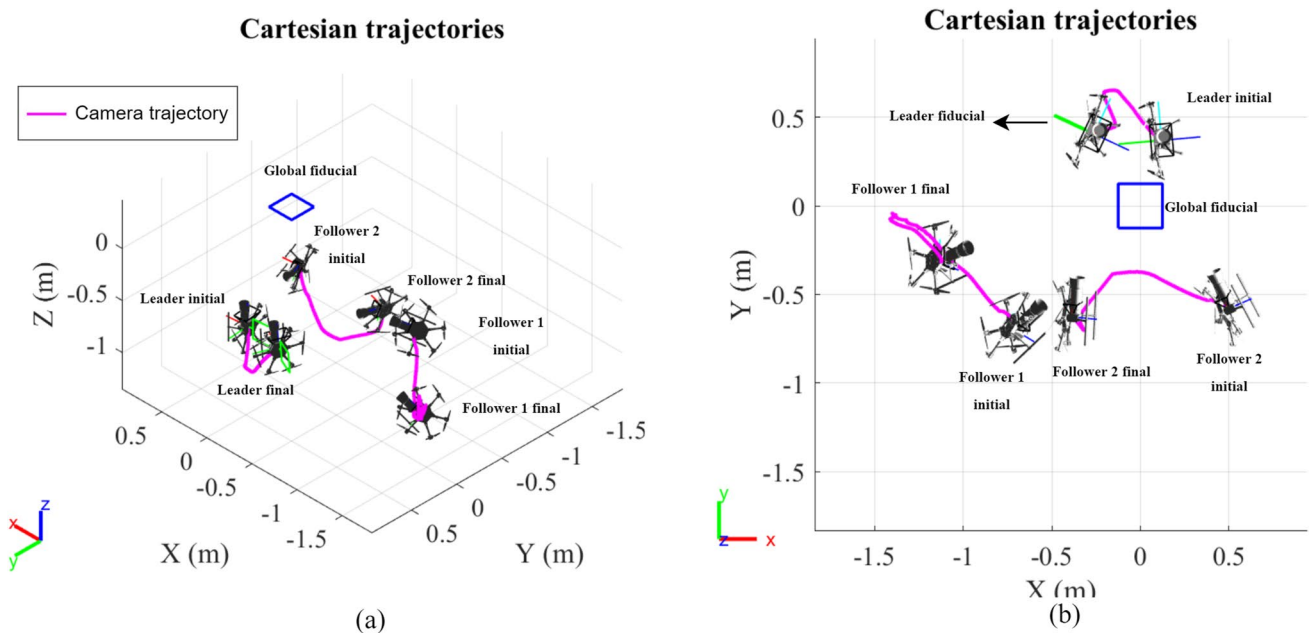 Cartesian trajectories
Camera trajectory
Global fiducial
Follower 2
initial
Leader initial
Follower 2 final
Follower 1
initial
Leader final
Follower 1 final
Z (m)
0
-0.5
-1
0.5
0
-0.5
-1
-1.5
X (m)
0.5
0
-0.5
-1
-1.5
Y (m)
x
y
z
(a)
Cartesian trajectories
Leader initial
Leader fiducial
Follower 1 final
Global fiducial
Follower 1
initial
Follower 2 final
Follower 2
initial
Y (m)
0.5
0
-0.5
-1
-1.5
-1.5
-1
-0.5
0
0.5
X (m)
y
z
x
(b)